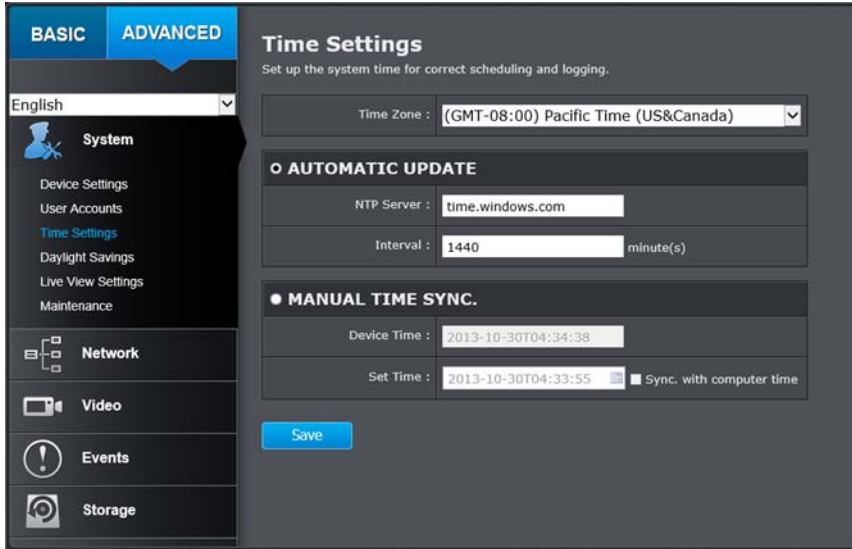 BASIC
ADVANCED
English
System
Device Settings
User Accounts
Time Settings
Daylight Savings
Live View Settings
Maintenance
Network
Video
Events
Storage
Time Settings
Set up the system time for correct scheduling and logging.
Time Zone : (GMT-08:00) Pacific Time (US&Canada)
AUTOMATIC UPDATE
NTP Server : time.windows.com
Interval : 1440 minute(s)
MANUAL TIME SYNC.
Device Time : 2013-10-30T04:34:38
Set Time : 2013-10-30T04:33:55 Sync. with computer time
Save